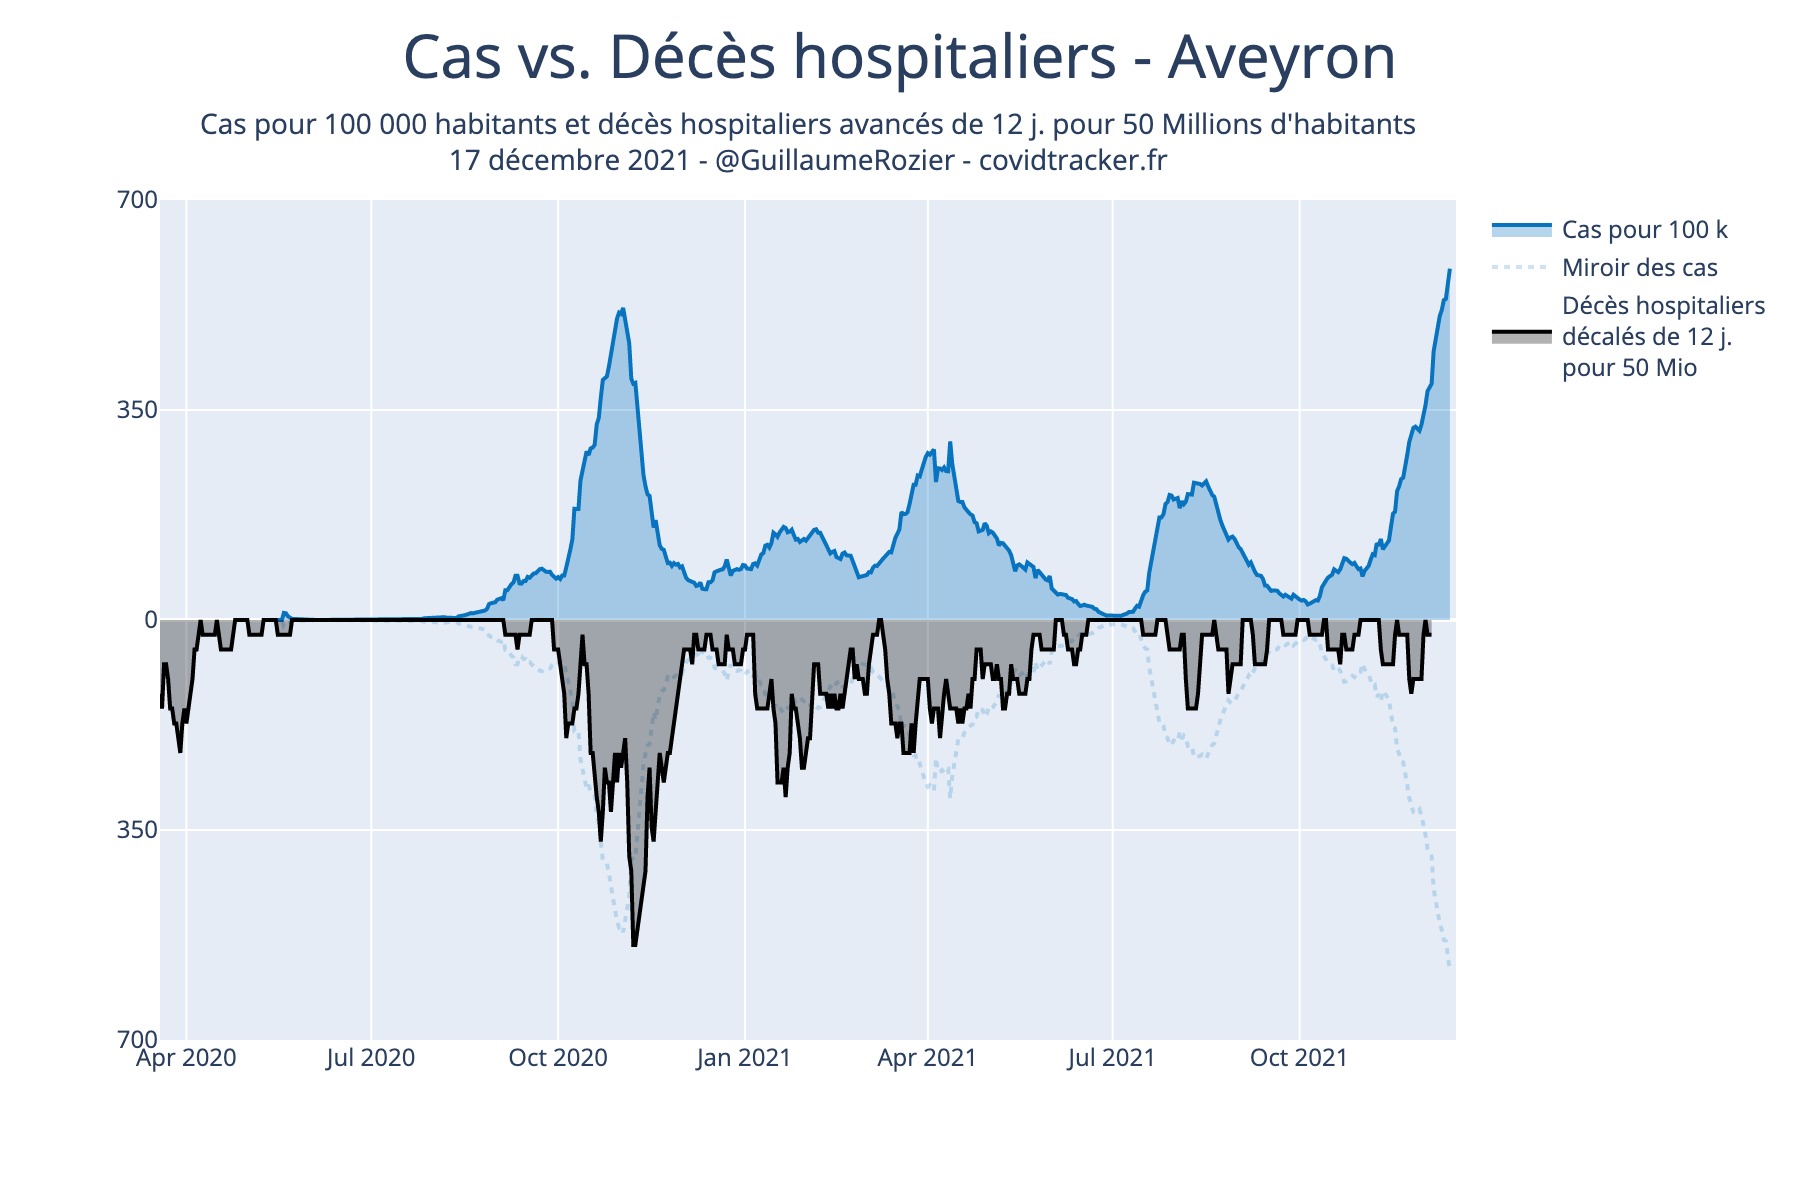 Cas vs. Décès hospitaliers - Aveyron
Cas pour 100 000 habitants et décès hospitaliers avancés de 12 j. pour 50 Millions d'habitants
17 décembre 2021 - @GuillaumeRozier - covidtracker.fr
700
350
0
350
700
Apr 2020
Jul 2020
Oct 2020
Jan 2021
Apr 2021
Jul 2021
Oct 2021
Cas pour 100 k
Miroir des cas
Décès hospitaliers
décalés de 12 j.
pour 50 Mio